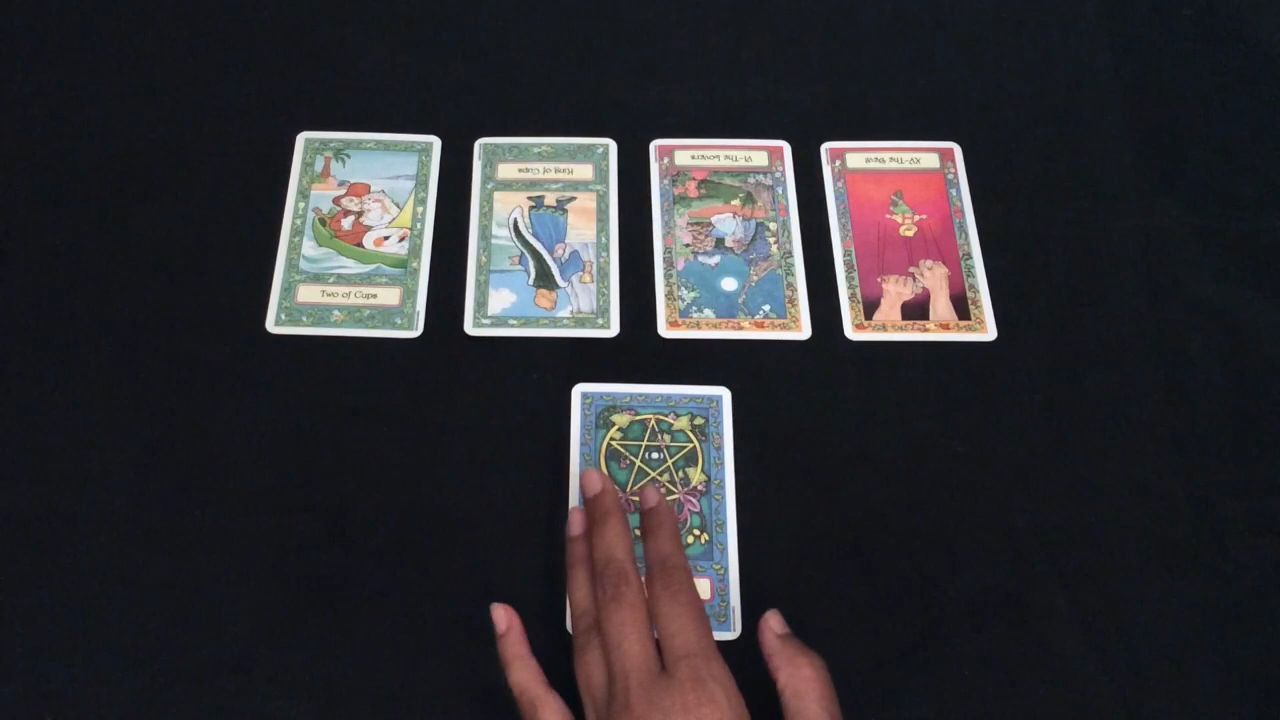 Two of Cups
King of Cups
VI-The Lovers
XV-The Devil